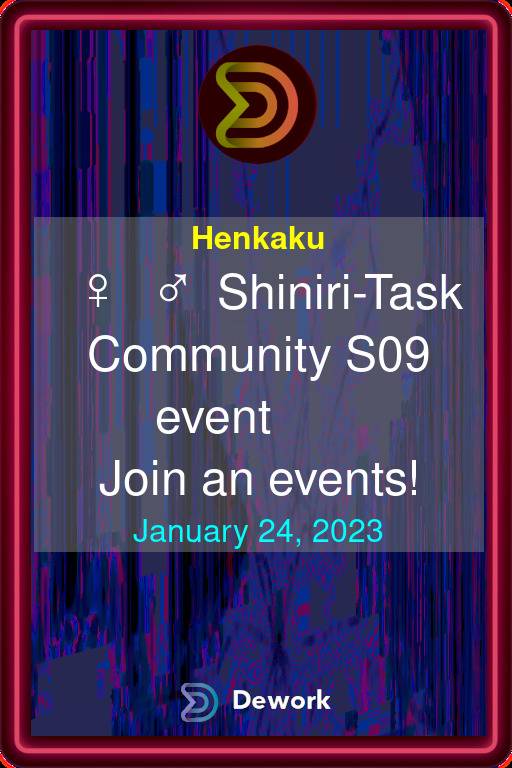 Henkaku
♀ ♂ Shiniri-Task
Community S09
event
Join an events!
January 24, 2023
Dework